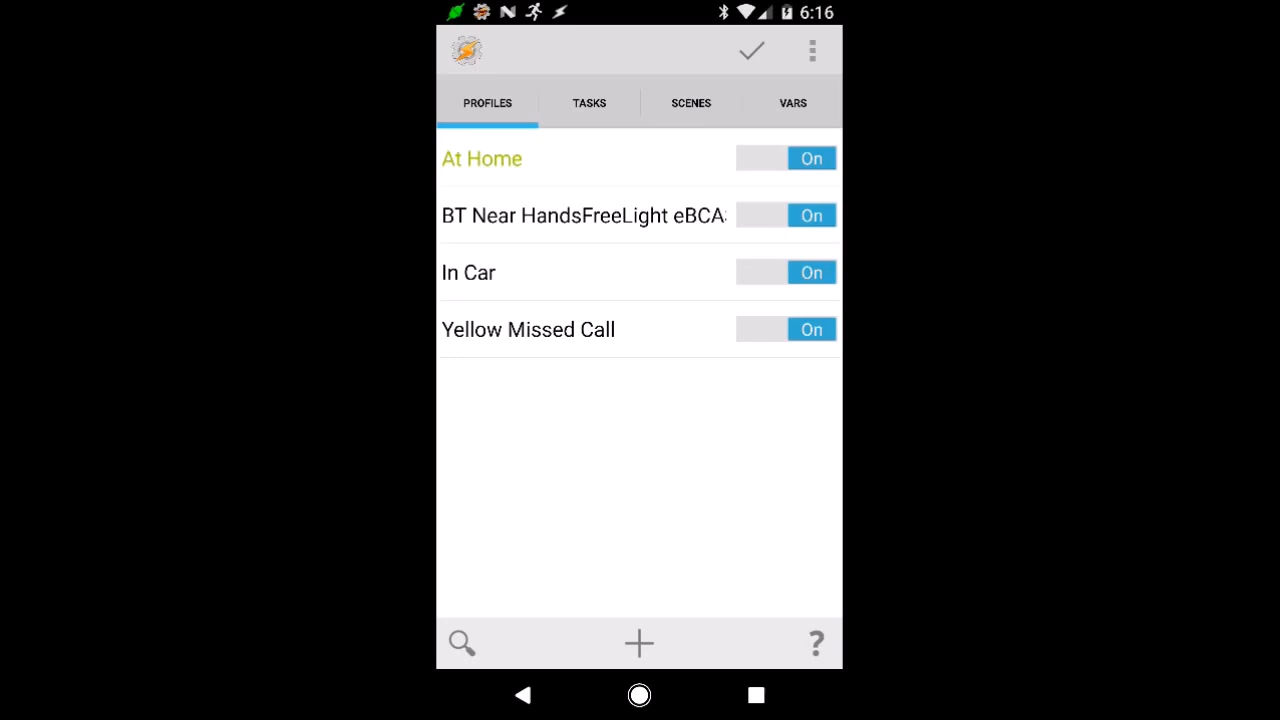 6:16
PROFILES TASKS SCENES VARS
At Home On
BT Near HandsFreeLight eBCA On
In Car On
Yellow Missed Call On
?